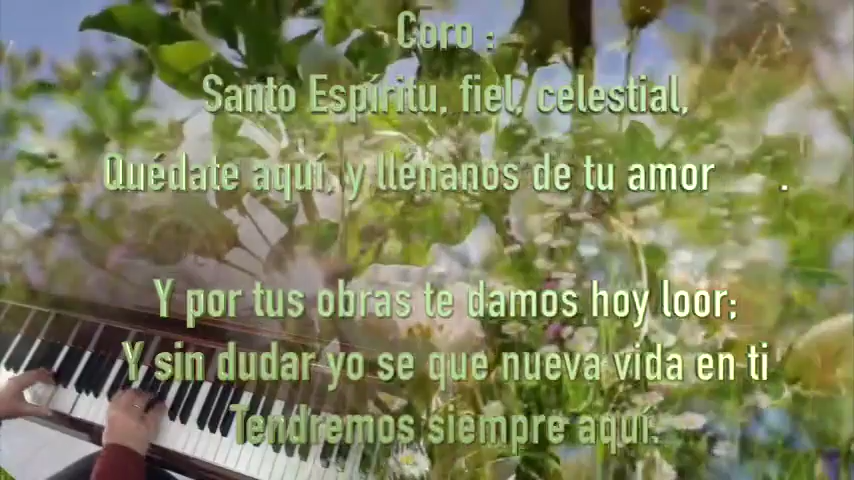 Coro :
Santo Espíritu, fiel, celestial,
Quédate aquí, y llénanos de tu amor .
Y por tus obras te damos hoy loor;
Y sin dudar yo se que nueva vida en ti
Tendremos siempre aquí.